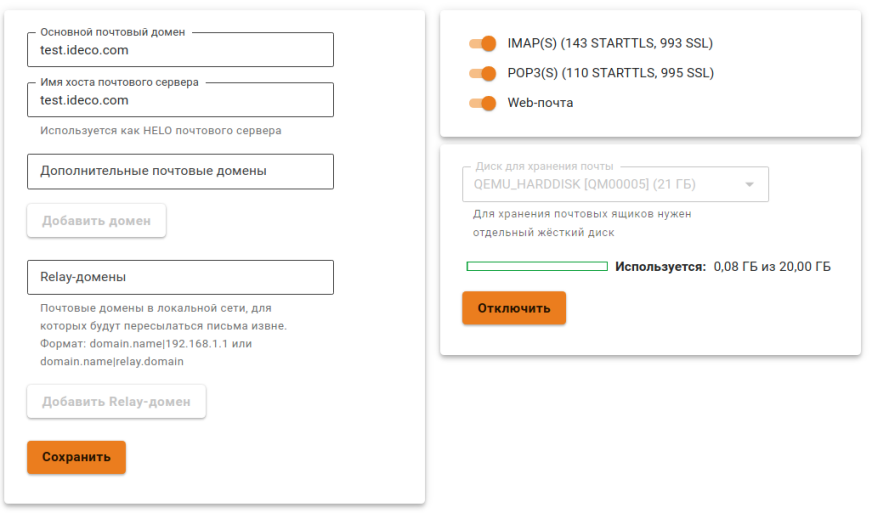 Основной почтовый домен
test.ideco.com
Имя хоста почтового сервера
test.ideco.com
Используется как HELO почтового сервера
Дополнительные почтовые домены
Добавить домен
Relay-домены
Почтовые домены в локальной сети, для
которых будут пересылаться письма извне.
Формат: domain.name|192.168.1.1 или
domain.name|relay.domain
Добавить Relay-домен
Сохранить
IMAP(S) (143 STARTTLS, 993 SSL)
POP3(S) (110 STARTTLS, 995 SSL)
Web-почта
Диск для хранения почты
QEMU_HARDDISK [QM00005] (21 ГБ)
Для хранения почтовых ящиков нужен
отдельный жёсткий диск
Используется: 0,08 ГБ из 20,00 ГБ
Отключить